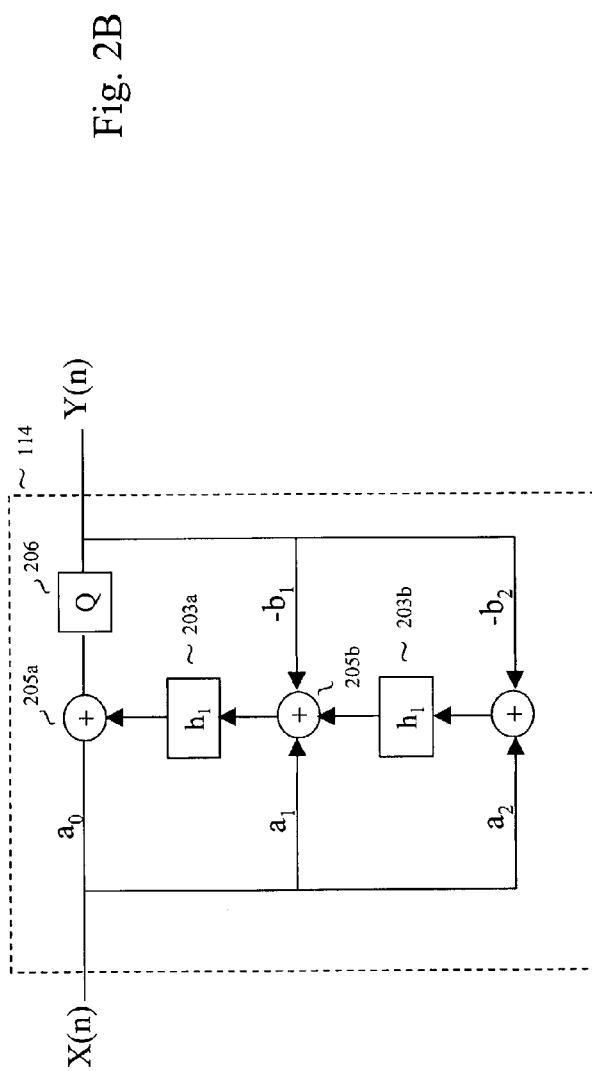 Fig. 2B
114
206
205a
Q
X(n)
a₀
Y(n)
203a
h₁
-b₁
a₁
+
+
205b
203b
h₁
-b₂
a₂
+